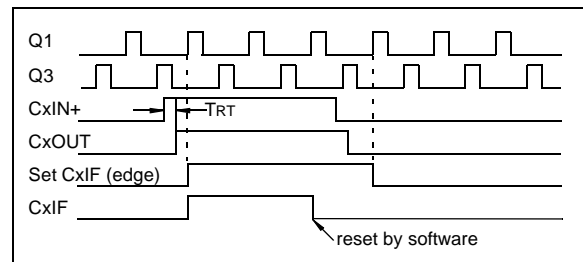 Q1
Q3
CxIN+
TRT
CxOUT
Set CxIF (edge)
CxIF
reset by software